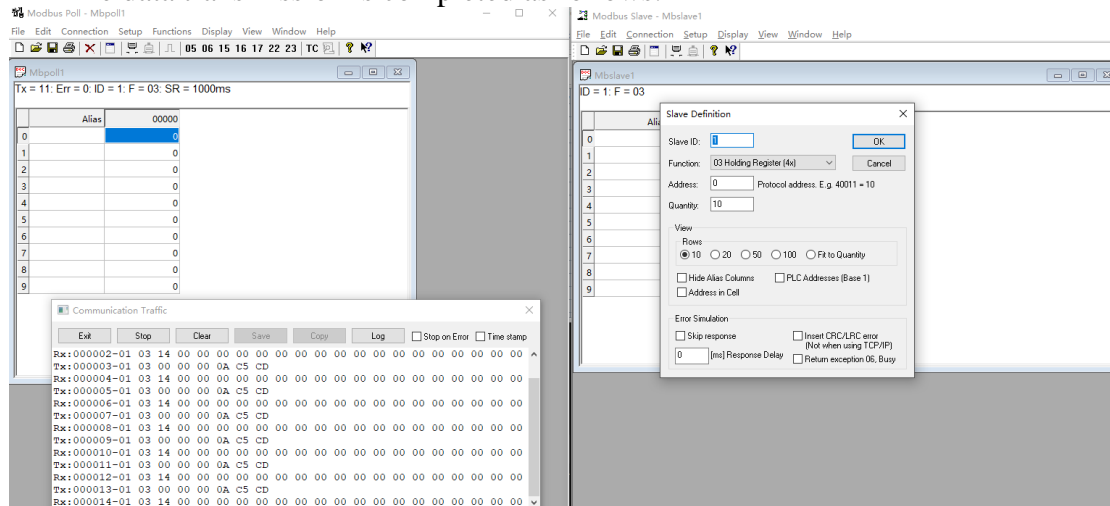 Modbus Poll - Mbpoll1
File Edit Connection Setup Functions Display View Window Help
05 06 15 16 17 22 23 TC
Mbpoll1
Tx = 11: Err = 0: ID = 1: F = 03: SR = 1000ms
Alias 00000
0 0
1 0
2 0
3 0
4 0
5 0
6 0
7 0
8 0
9 0
Communication Traffic
Exit Stop Clear Save Copy Log Stop on Error Time stamp
Rx:000002-01 03 14 00 00 00 00 00 00 00 00 00 00 00 00 00 00 00 00 00 00
Tx:000003-01 03 00 00 00 0A C5 CD
Rx:000004-01 03 14 00 00 00 00 00 00 00 00 00 00 00 00 00 00 00 00 00 00
Tx:000005-01 03 00 00 00 0A C5 CD
Rx:000006-01 03 14 00 00 00 00 00 00 00 00 00 00 00 00 00 00 00 00 00 00
Tx:000007-01 03 00 00 00 0A C5 CD
Rx:000008-01 03 14 00 00 00 00 00 00 00 00 00 00 00 00 00 00 00 00 00 00
Tx:000009-01 03 00 00 00 0A C5 CD
Rx:000010-01 03 14 00 00 00 00 00 00 00 00 00 00 00 00 00 00 00 00 00 00
Tx:000011-01 03 00 00 00 0A C5 CD
Rx:000012-01 03 14 00 00 00 00 00 00 00 00 00 00 00 00 00 00 00 00 00 00
Tx:000013-01 03 00 00 00 0A C5 CD
Rx:000014-01 03 14 00 00 00 00 00 00 00 00 00 00 00 00 00 00 00 00 00 00
Modbus Slave - Mbslave1
File Edit Connection Setup Display View Window Help
Mbslave1
ID = 1: F = 03
Alia
0
1
2
3
4
5
6
7
8
9
Slave Definition
Slave ID: 1 OK
Function: 03 Holding Register (4x) Cancel
Address: 0 Protocol address. E.g. 40011 = 10
Quantity: 10
View
Rows
10 20 50 100 Fit to Quantity
Hide Alias Columns PLC Addresses (Base 1)
Address in Cell
Error Simulation
Skip response Insert CRC/LRC error
(Not when using TCP/IP)
0 [ms] Response Delay Return exception 06, Busy